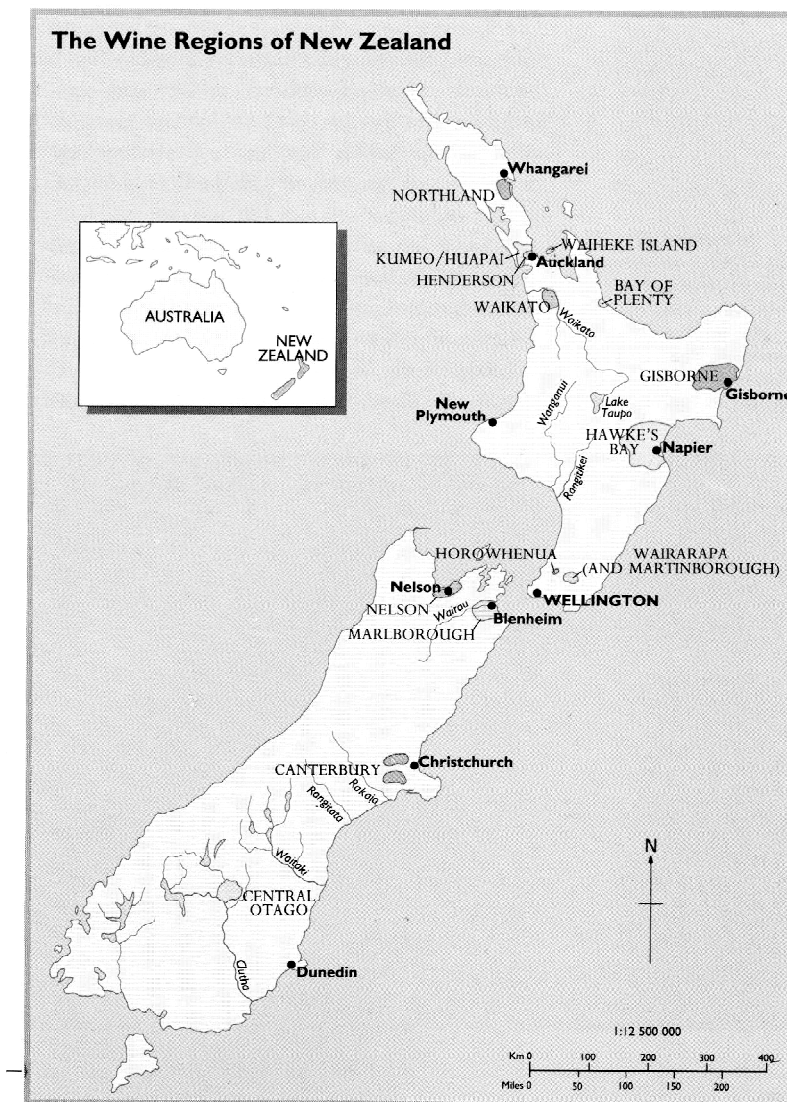 The Wine Regions of New Zealand
Whangarei
NORTHLAND
WAIHEKE ISLAND
KUMEO/HUAPAI
Auckland
HENDERSON
BAY OF
PLENTY
WAIKATO
Waikato
AUSTRALIA
NEW
ZEALAND
GISBORNE
Gisborne
New
Plymouth
Wanganui
Lake
Taupo
HAWKE'S
BAY
Napier
Rangitikei
HOROWHENUA
WAIRARAPA
(AND MARTINBOROUGH)
Nelson
WELLINGTON
NELSON
Wairau
Blenheim
MARLBOROUGH
Christchurch
CANTERBURY
Rakaia
Rangitata
Waitaki
CENTRAL
OTAGO
Clutha
Dunedin
N
1:12 500 000
Km 0 100 200 300 400
Miles 0 50 100 150 200